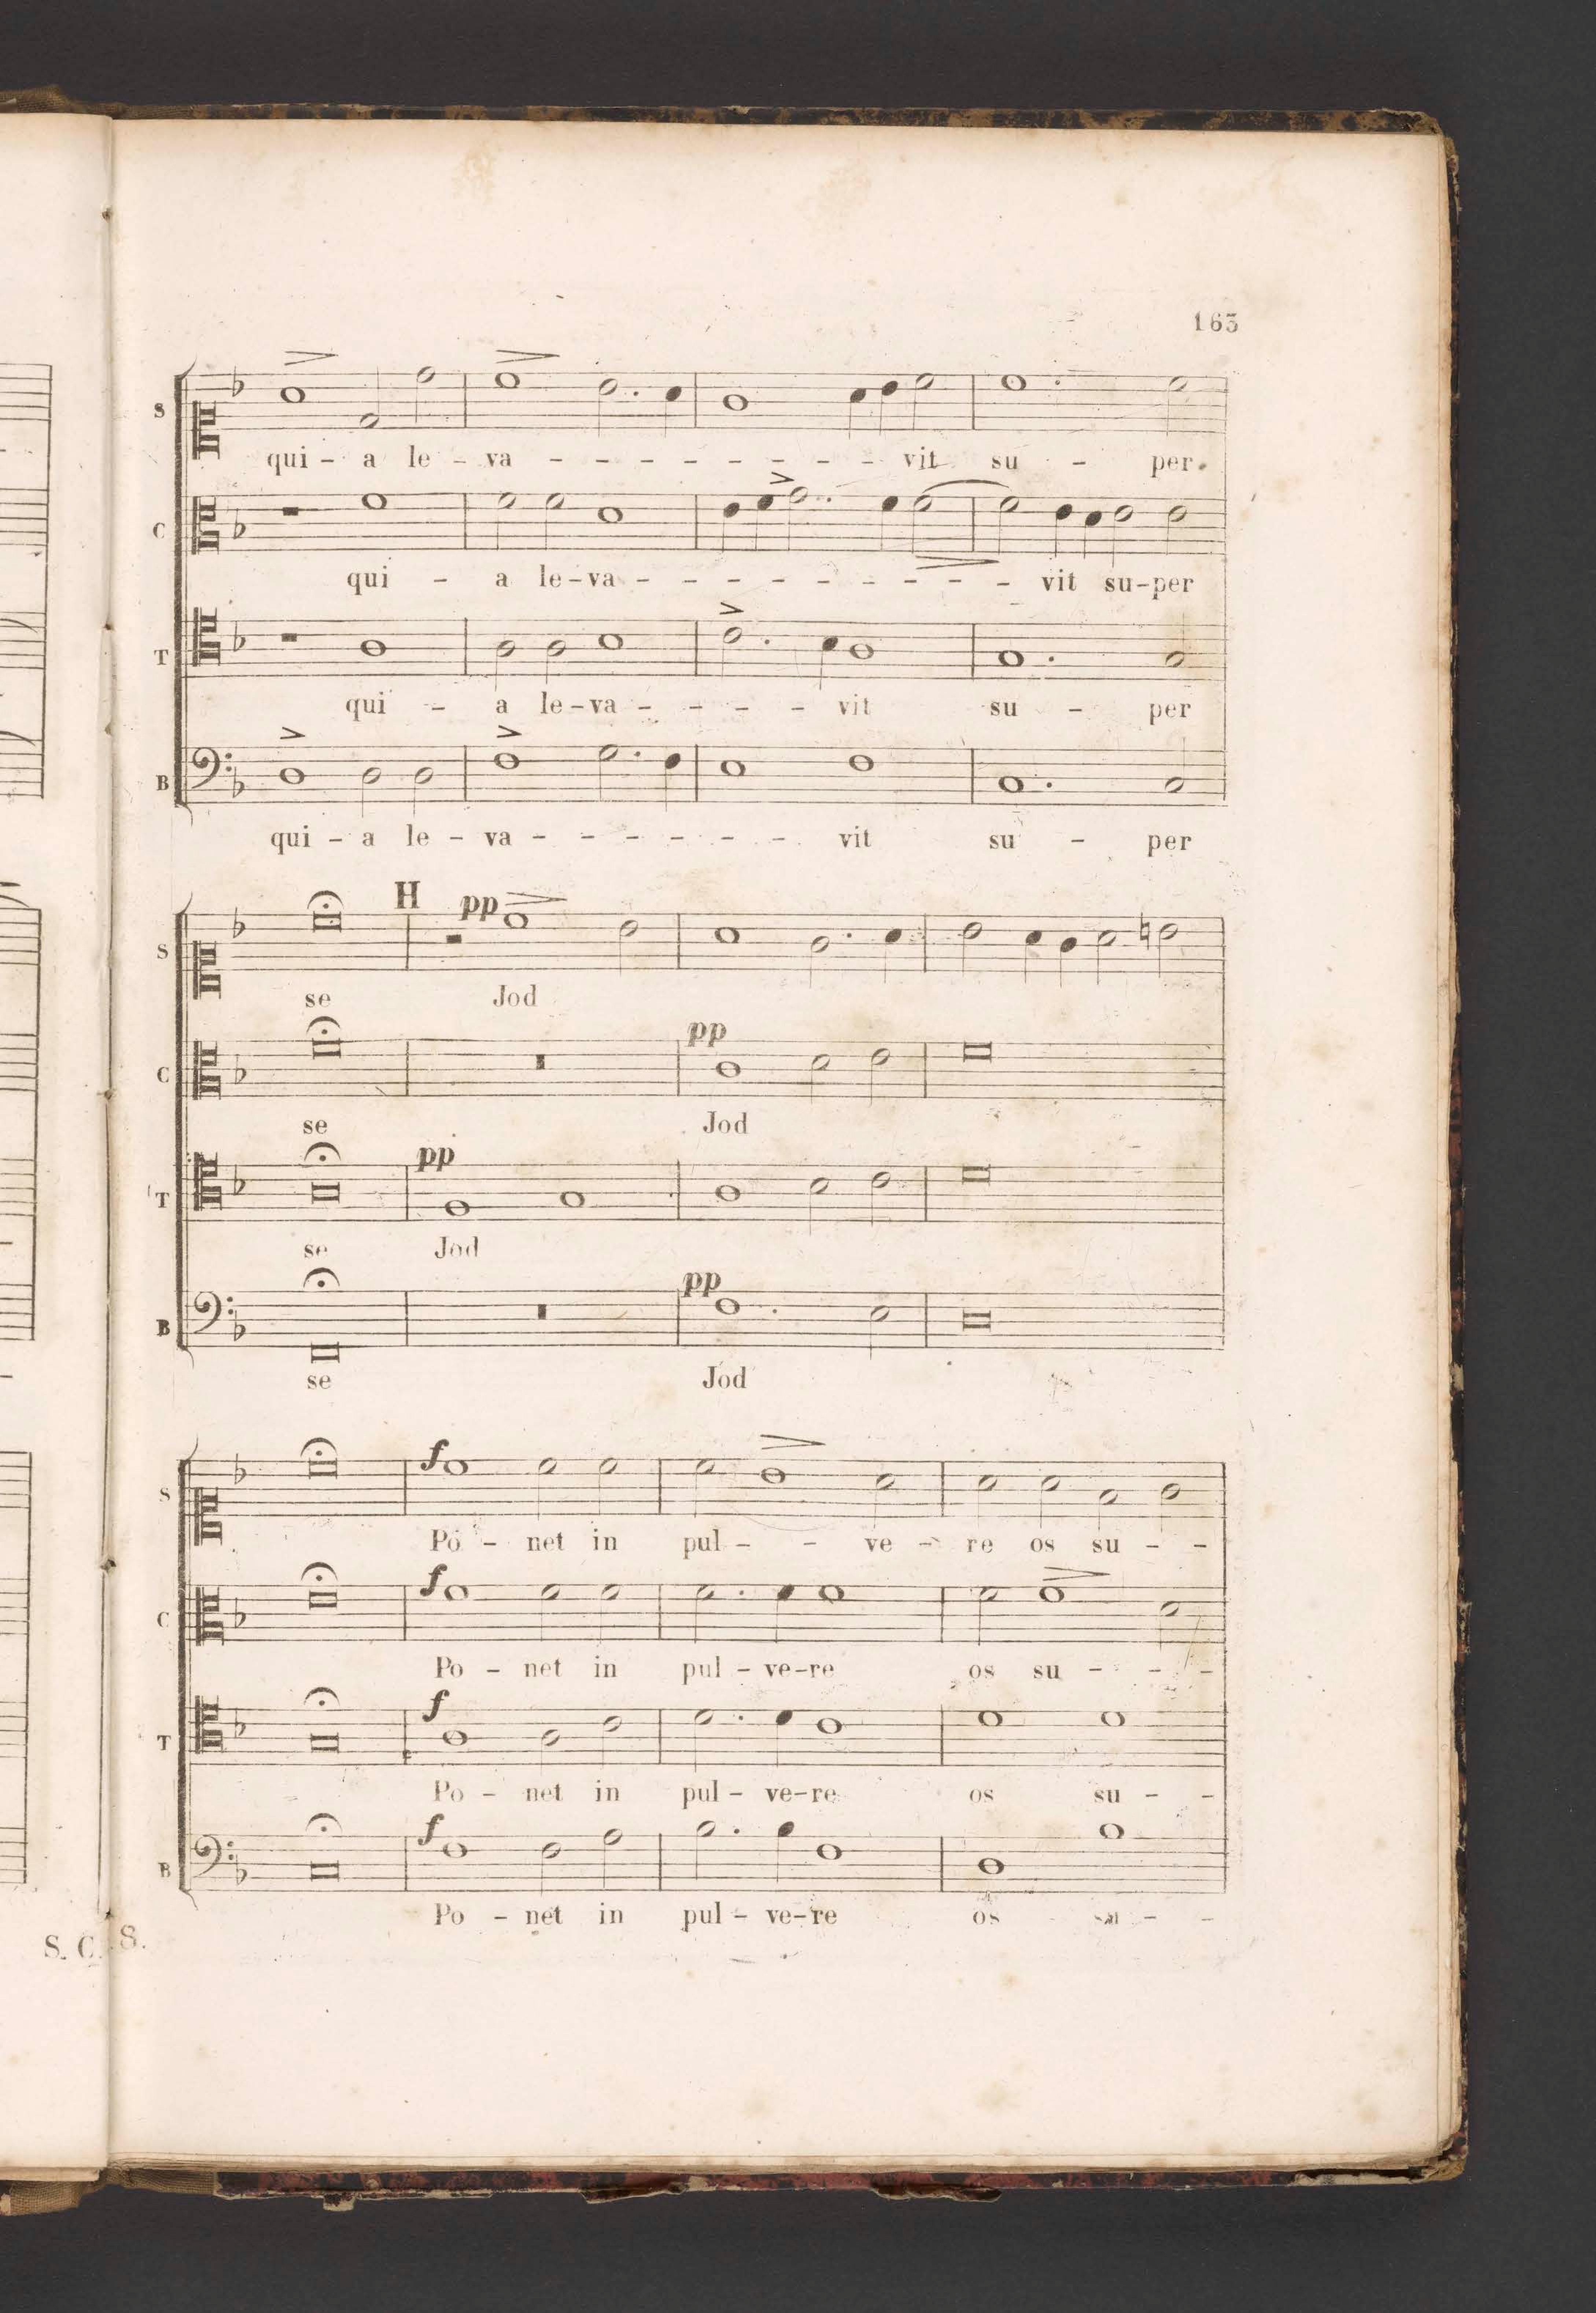 163
S
qui - a le - va - - - - - - - - vit su - per.
C
qui - a le-va - - - - - - - - - vit su-per
T
qui - a le-va - - - - vit su - per
B
qui - a le - va - - - - - - - vit su - per
H pp
S
se Jod
pp
C
se Jod
pp
T
se Jod
pp
B
se Jod
f
S
Po - net in pul - - ve - re os su - -
f
C
Po - net in pul - ve-re os su - - -
f
T
Po - net in pul - ve-re os su - -
f
B
Po - net in pul - ve-re os su - -
S. C. S.